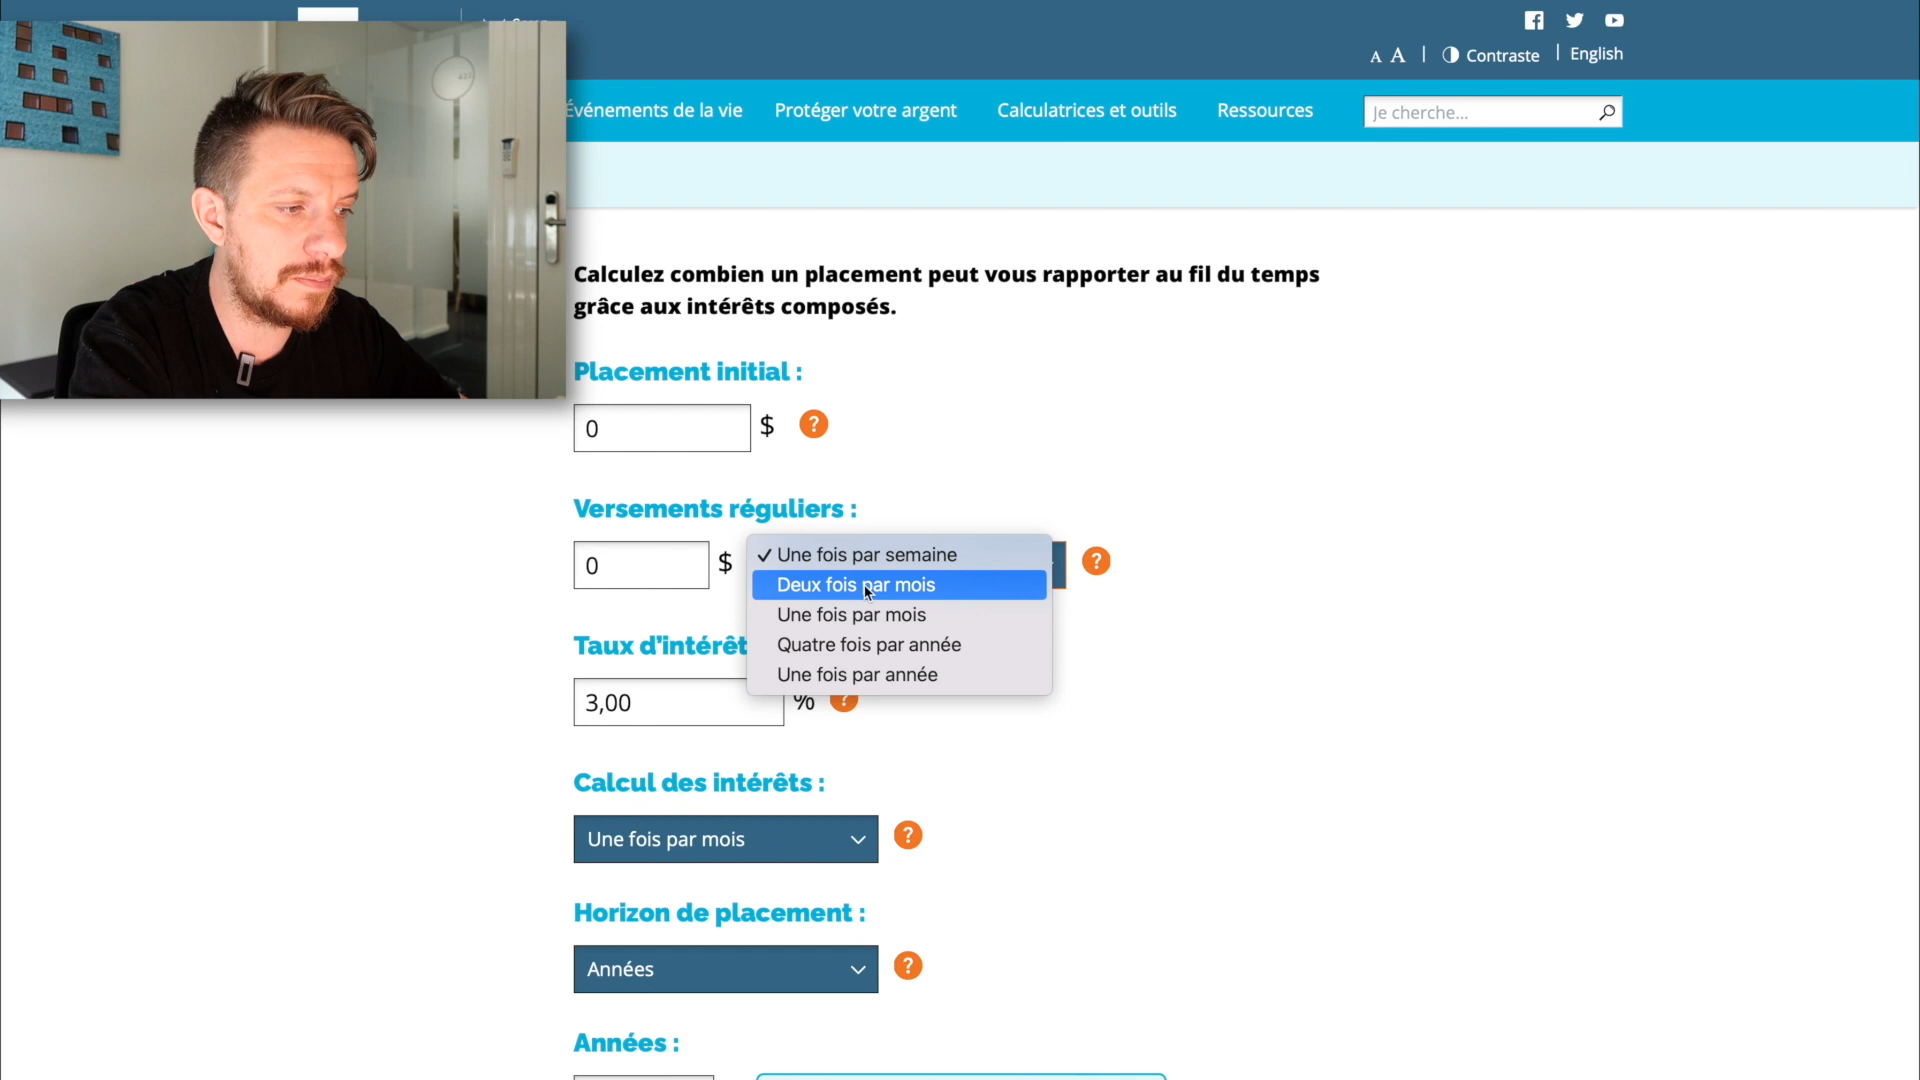 A A
Contraste
English
Événements de la vie
Protéger votre argent
Calculatrices et outils
Ressources
Je cherche...
Calculez combien un placement peut vous rapporter au fil du temps
grâce aux intérêts composés.
Placement initial :
0 $ ?
Versements réguliers :
0 $ ?
✓ Une fois par semaine
Deux fois par mois
Une fois par mois
Quatre fois par année
Une fois par année
Taux d'intérêt
3,00 % ?
Calcul des intérêts :
Une fois par mois ?
Horizon de placement :
Années ?
Années :